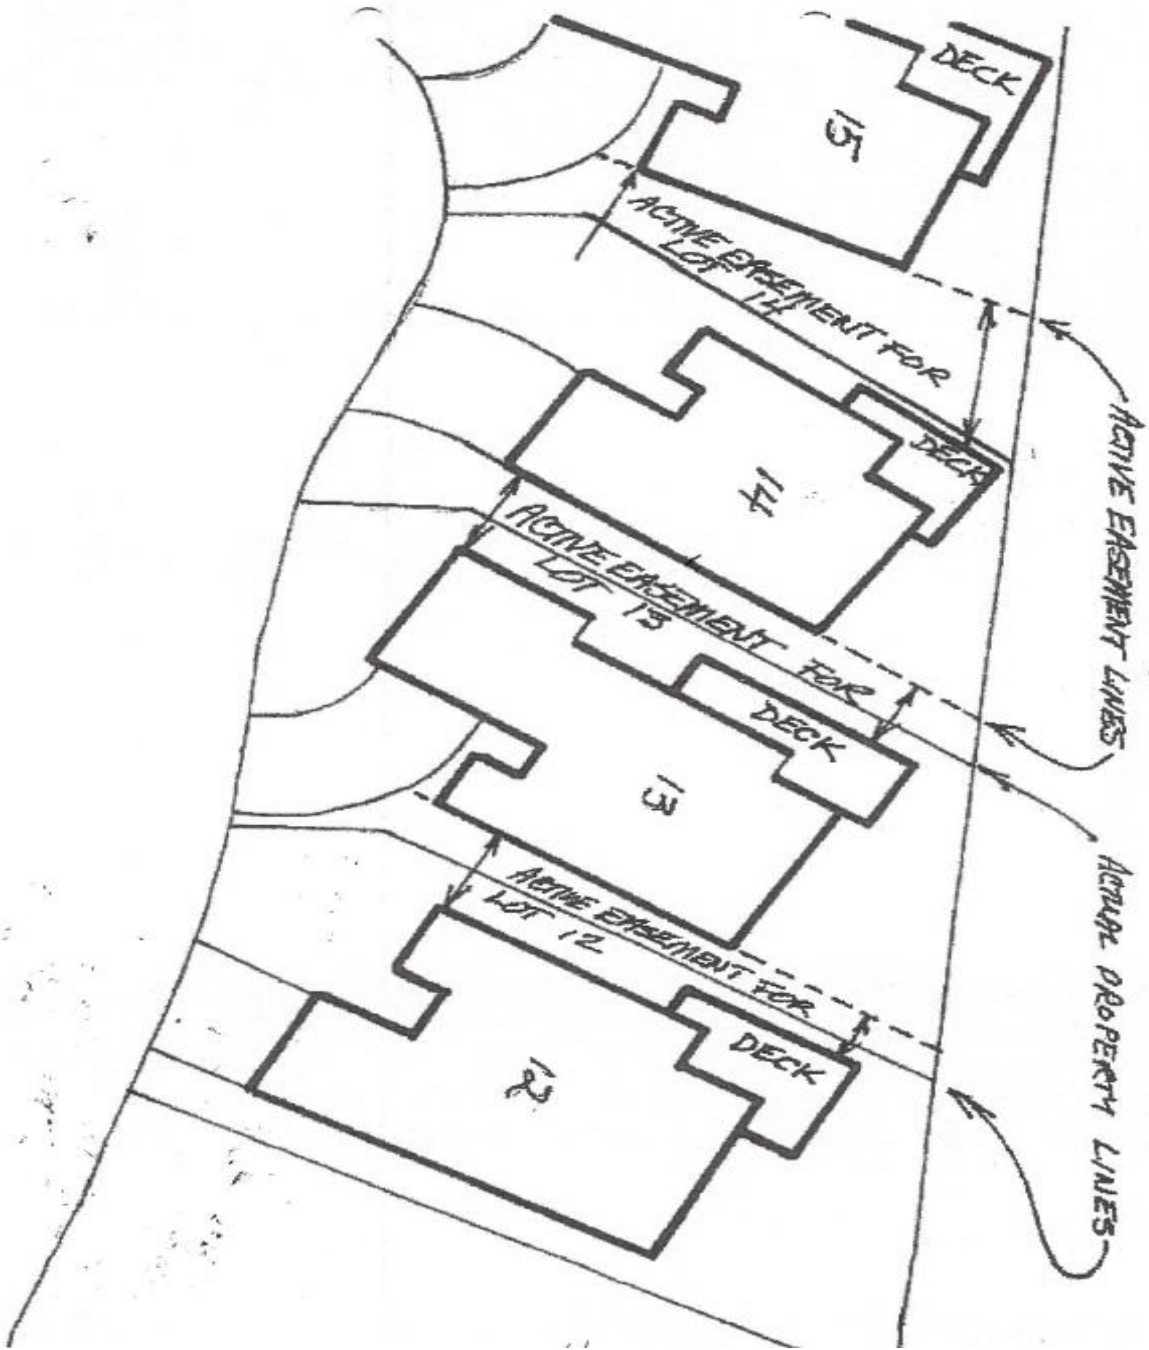 DECK
15
ACTIVE EASEMENT FOR
LOT 14
DECK
14
ACTIVE EASEMENT LINES
ACTIVE EASEMENT FOR
LOT 13
DECK
13
ACTUAL PROPERTY LINES
ACTIVE EASEMENT FOR
LOT 12
DECK
12